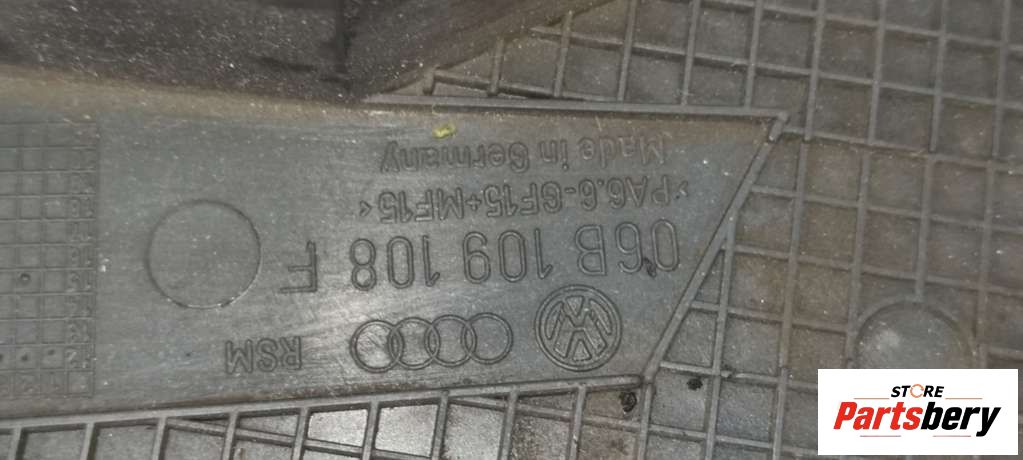 RSM
06B 109 108 F
>PA6.6-GF15+MF15<
Made in Germany
STORE
Partsbery